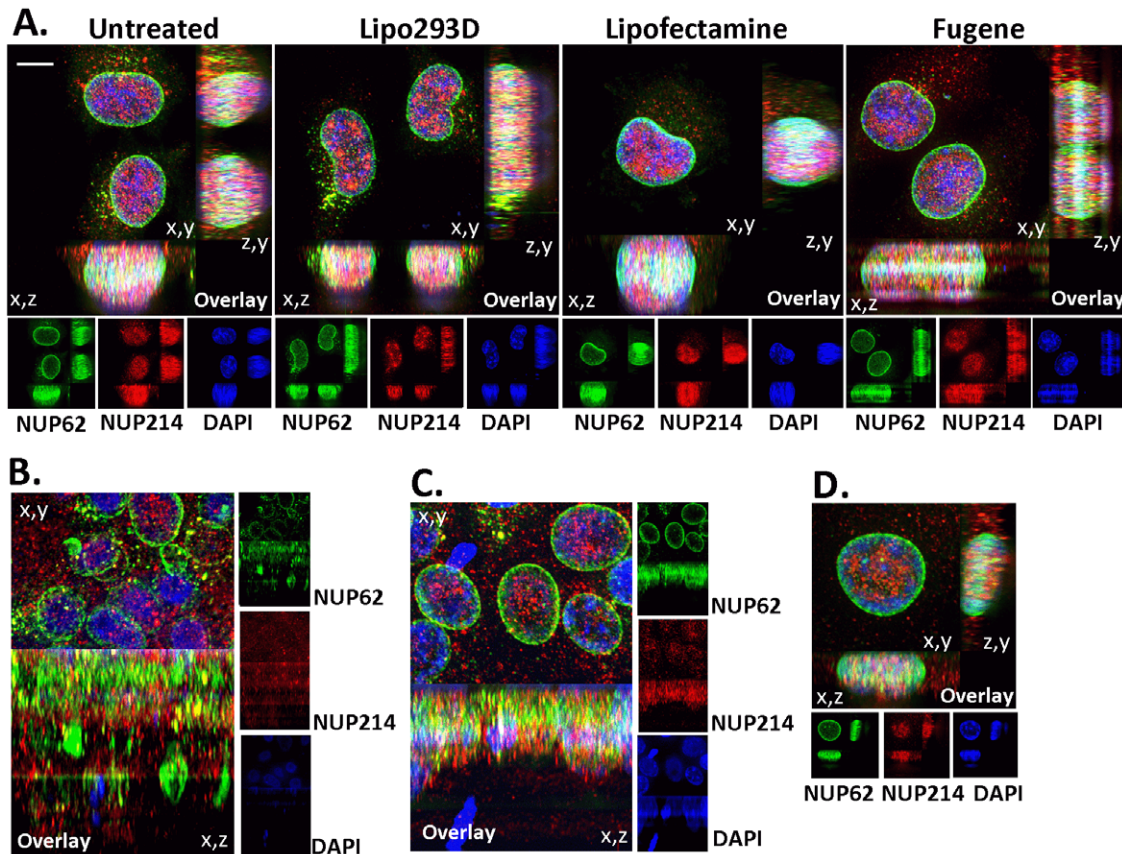 A.
Untreated Lipo293D Lipofectamine Fugene
x,y x,y x,y x,y
z,y z,y z,y z,y
x,z Overlay x,z Overlay Overlay x,z Overlay
NUP62 NUP214 DAPI NUP62 NUP214 DAPI NUP62 NUP214 DAPI NUP62 NUP214 DAPI
B.
x,y
NUP62
NUP214
Overlay x,z DAPI
C.
x,y
NUP62
NUP214
Overlay x,z DAPI
D.
x,y z,y
x,z Overlay
NUP62 NUP214 DAPI